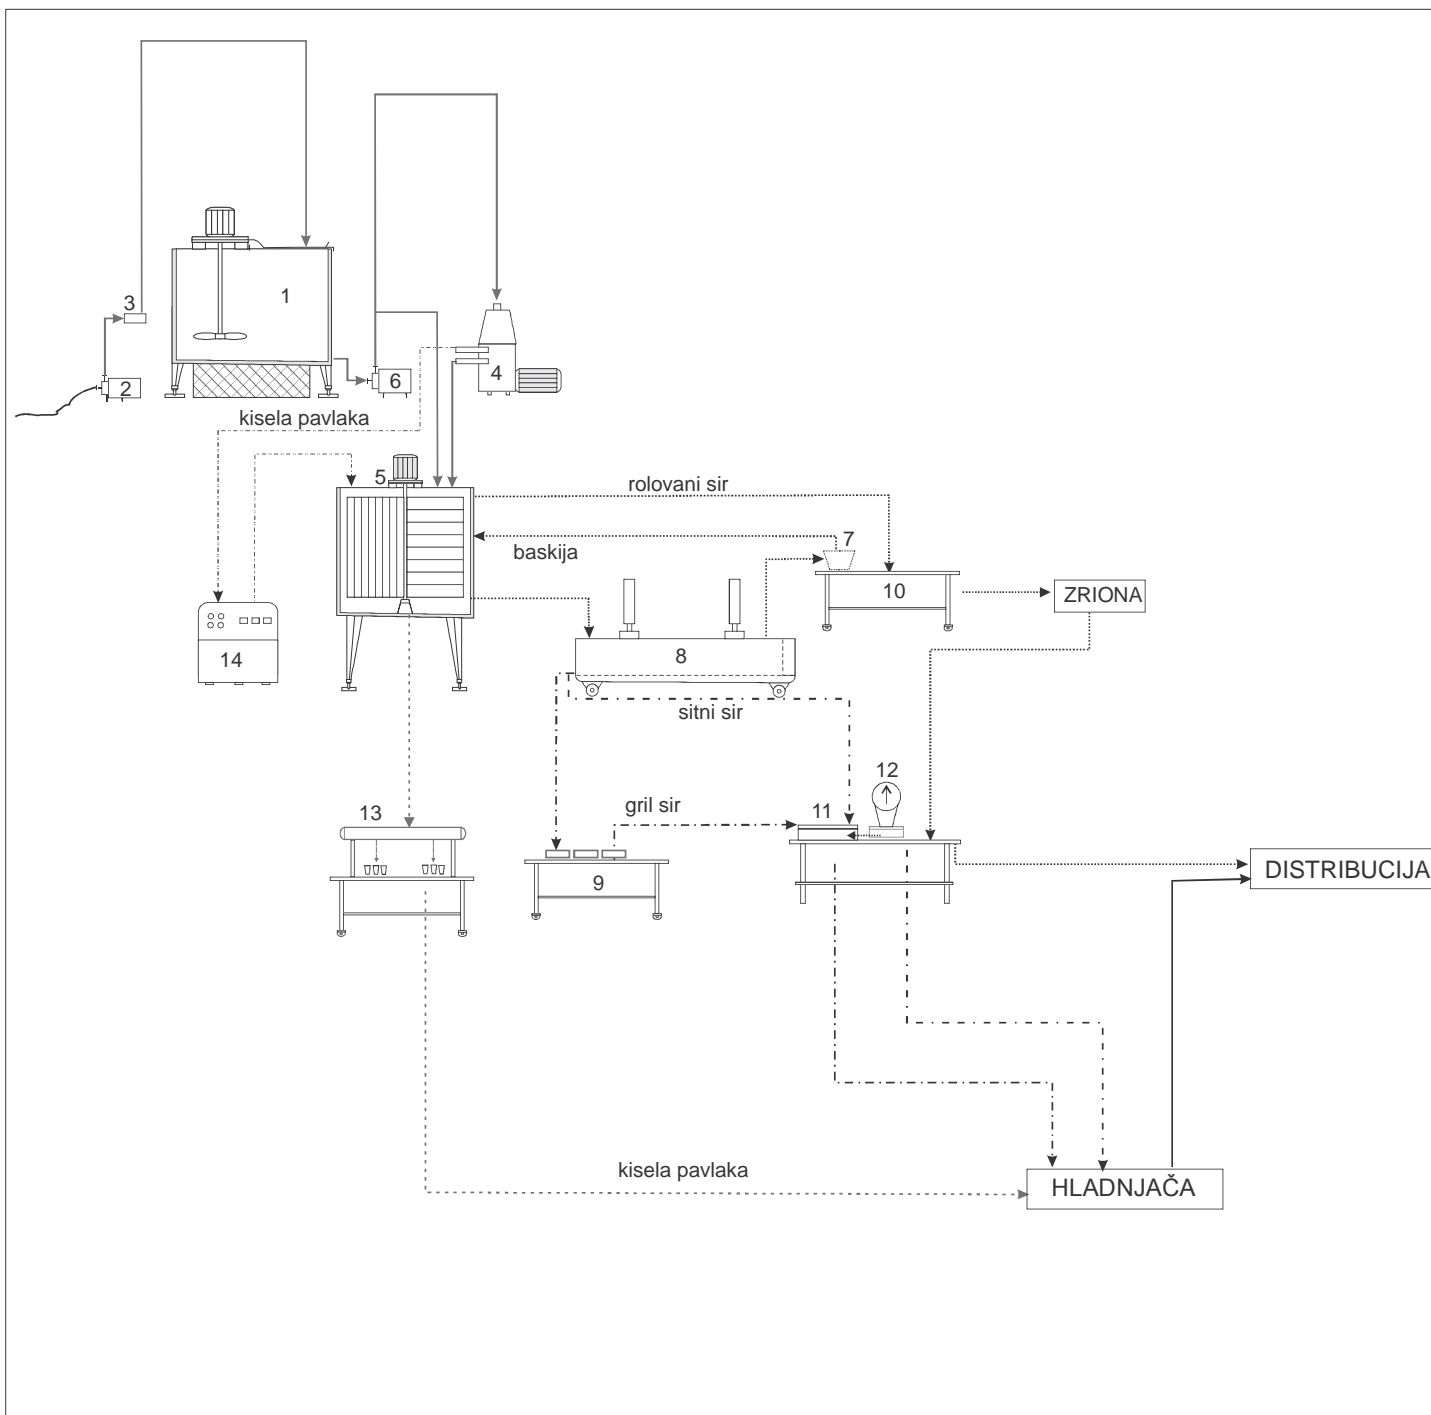 1
3
2
6
4
kisela pavlaka
5
rolovani sir
baskija
7
10
ZRIONA
14
8
sitni sir
12
13
gril sir
11
9
DISTRIBUCIJA
kisela pavlaka
HLADNJAČA